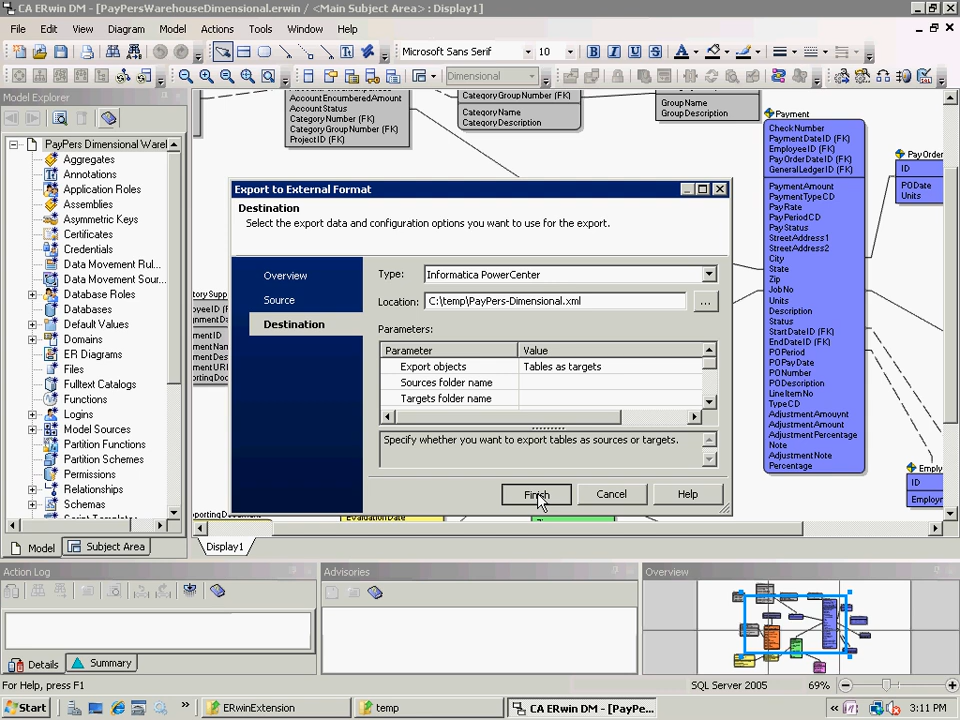 CA ERwin DM - [PayPersWarehouseDimensional.erwin / <Main Subject Area> : Display1]
File Edit View Diagram Model Actions Tools Window Help
Microsoft Sans Serif 10 B I U S A
Dimensional
Model Explorer
PayPers Dimensional Warel
Aggregates
Annotations
Application Roles
Assemblies
Asymmetric Keys
Certificates
Credentials
Data Movement Rul...
Data Movement Sour...
Database Roles
Databases
Default Values
Domains
ER Diagrams
Files
Fulltext Catalogs
Functions
Logins
Model Sources
Partition Functions
Partition Schemes
Permissions
Relationships
Schemas
Model Subject Area
AccountEncumberedAmount
AccountStatus
CategoryNumber (FK)
CategoryGroupNumber (FK)
ProjectID (FK)
CategoryGroupNumber (FK)
CategoryName
CategoryDescription
GroupName
GroupDescription
Payment
CheckNumber
PaymentDateID (FK)
EmployeeID (FK)
PayOrderDateID (FK)
GeneralLedgerID (FK)
PaymentAmount
PaymentTypeCD
PayRate
PayPeriodCD
PayStatus
StreetAddress1
StreetAddress2
City
State
Zip
JobNo
Units
Description
Status
StartDateID (FK)
EndDateID (FK)
POPeriod
POPayDate
PONumber
PODescription
LineItemNo
TypeCD
AdjustmentAmouynt
AdjustmentAmount
AdjustmentPercentage
Note
AdjustmentNote
Percentage
PayOrder
ID
PODate
Units
Emply
ID
Employm
EvaluationDate
Display1
Export to External Format
Destination
Select the export data and configuration options you want to use for the export.
Overview
Source
Destination
Type: Informatica PowerCenter
Location: C:\temp\PayPers-Dimensional.xml ...
Parameters:
Parameter Value
Export objects Tables as targets
Sources folder name
Targets folder name
Specify whether you want to export tables as sources or targets.
Finish Cancel Help
Action Log
Details Summary
Advisories
Overview
For Help, press F1
SQL Server 2005 69%
Start ERwinExtension temp CA ERwin DM - [PayPe... 3:11 PM